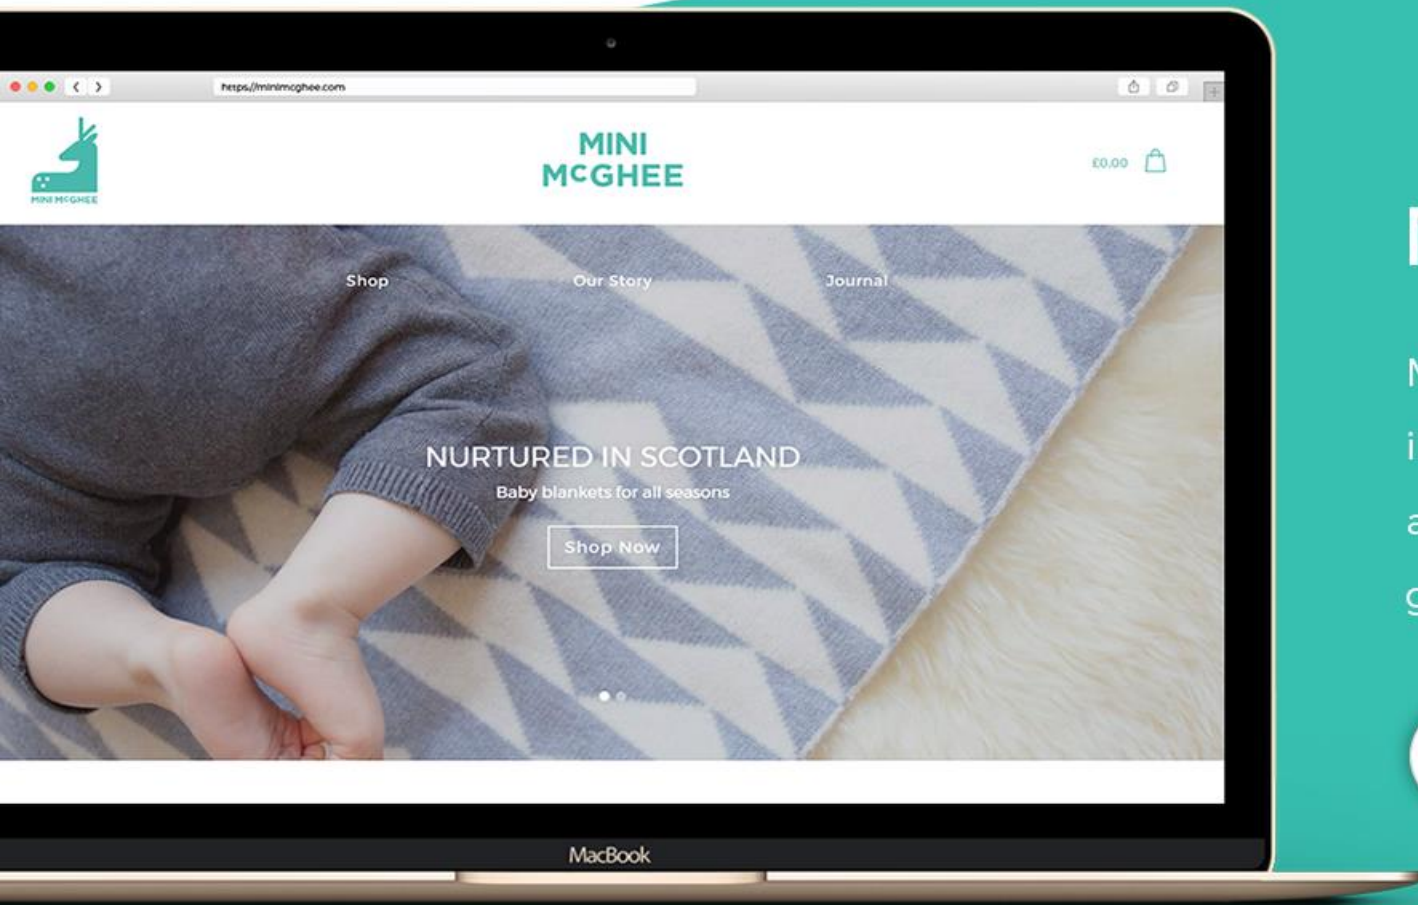 https://minimcghee.com
MINI McGHEE
MINI
McGHEE
£0.00
Shop
Our Story
Journal
NURTURED IN SCOTLAND
Baby blankets for all seasons
Shop Now
MacBook